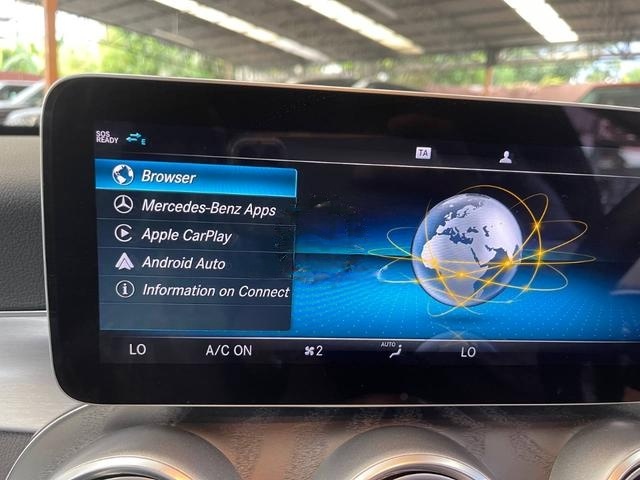 SOS
READY
E
TA
Browser
Mercedes-Benz Apps
Apple CarPlay
Android Auto
Information on Connect
LO A/C ON 2 AUTO LO